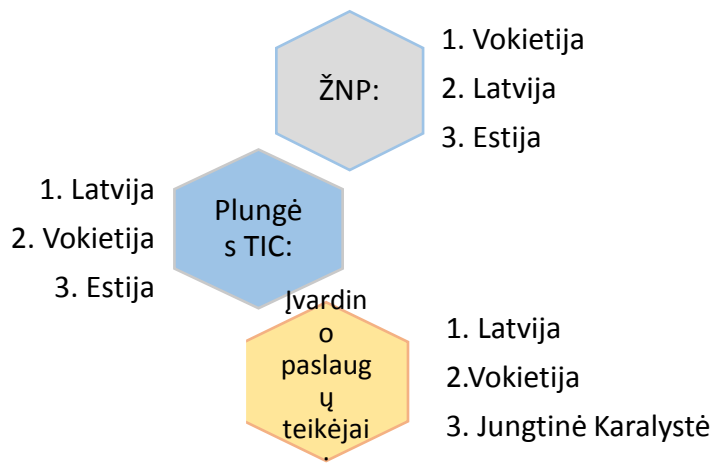 ŽNP:
1. Vokietija
2. Latvija
3. Estija
1. Latvija
2. Vokietija
3. Estija
Plungė
s TIC:
Įvardin
o
paslaug
ų
teikėjai
:
1. Latvija
2.Vokietija
3. Jungtinė Karalystė